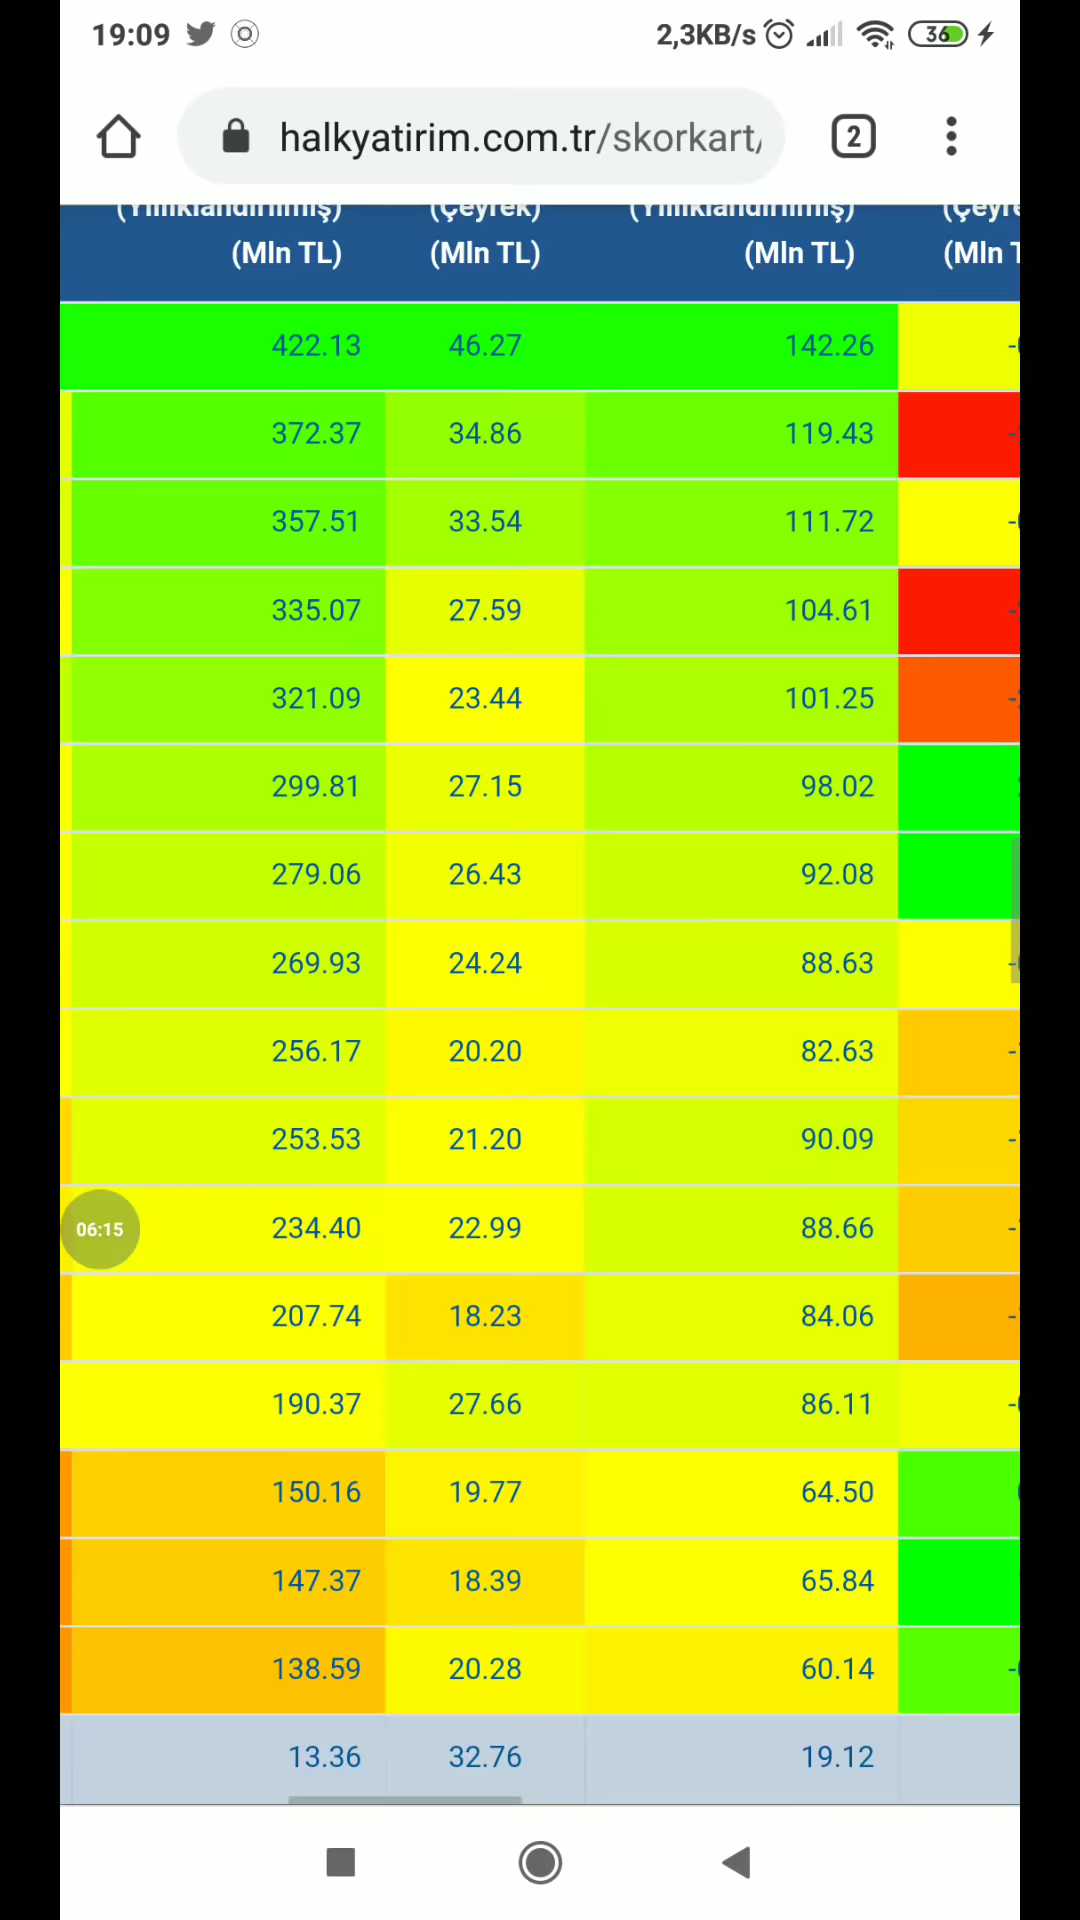 19:09 2,3KB/s 36
halkyatirim.com.tr/skorkart/ 2
(Yıllıklandırılmış) (Çeyrek) (Yıllıklandırılmış)
(Mln TL) (Mln TL) (Mln TL) (Mln
422.13 46.27 142.26
372.37 34.86 119.43
357.51 33.54 111.72
335.07 27.59 104.61
321.09 23.44 101.25
299.81 27.15 98.02
279.06 26.43 92.08
269.93 24.24 88.63
256.17 20.20 82.63
253.53 21.20 90.09
06:15 234.40 22.99 88.66
207.74 18.23 84.06
190.37 27.66 86.11
150.16 19.77 64.50
147.37 18.39 65.84
138.59 20.28 60.14
13.36 32.76 19.12